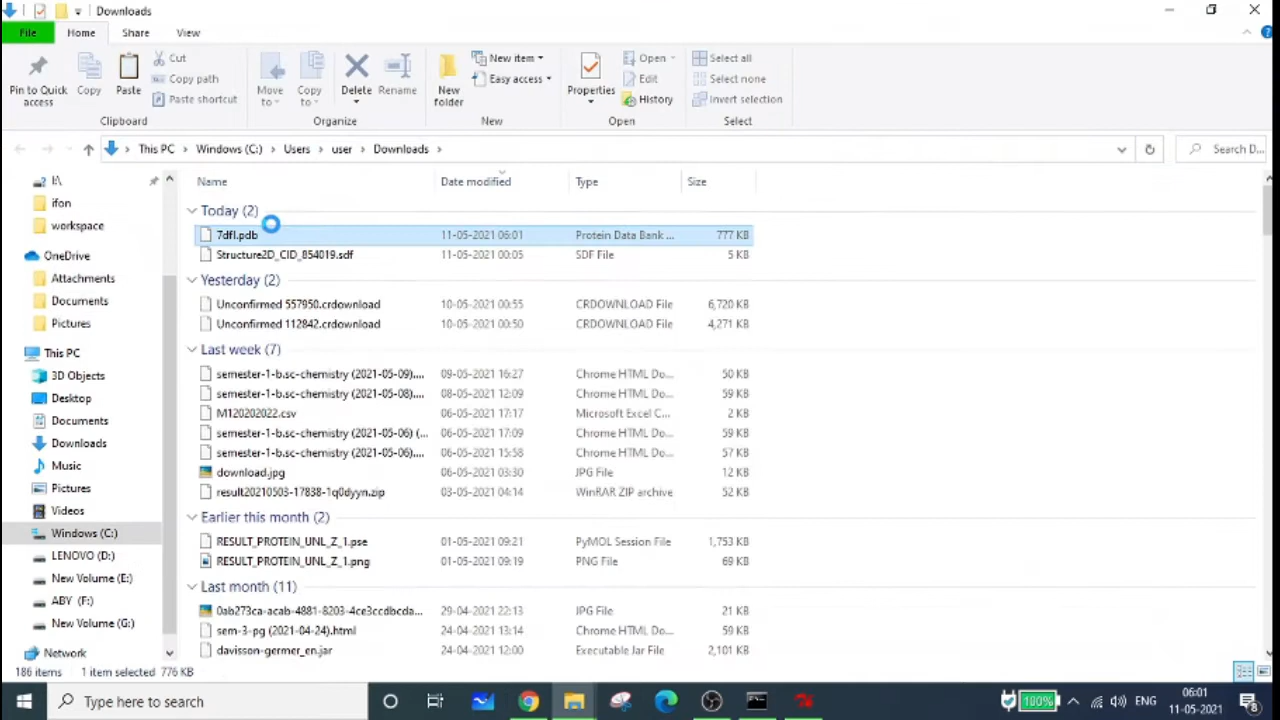 Downloads
File Home Share View
Pin to Quick access
Copy
Paste
Cut
Copy path
Paste shortcut
Clipboard
Move to
Copy to
Delete
Rename
Organize
New folder
New item
Easy access
New
Properties
Open
Edit
History
Open
Select all
Select none
Invert selection
Select
This PC Windows (C:) Users user Downloads
Search D...
I:\
ifon
workspace
OneDrive
Attachments
Documents
Pictures
This PC
3D Objects
Desktop
Documents
Downloads
Music
Pictures
Videos
Windows (C:)
LENOVO (D:)
New Volume (E:)
ABY (F:)
New Volume (G:)
Network
Name Date modified Type Size
Today (2)
7dfl.pdb 11-05-2021 06:01 Protein Data Bank ... 777 KB
Structure2D_CID_854019.sdf 11-05-2021 00:05 SDF File 5 KB
Yesterday (2)
Unconfirmed 557950.crdownload 10-05-2021 00:55 CRDOWNLOAD File 6,720 KB
Unconfirmed 112842.crdownload 10-05-2021 00:50 CRDOWNLOAD File 4,271 KB
Last week (7)
semester-1-b.sc-chemistry (2021-05-09).... 09-05-2021 16:27 Chrome HTML Do... 50 KB
semester-1-b.sc-chemistry (2021-05-08).... 08-05-2021 12:09 Chrome HTML Do... 59 KB
M120202022.csv 06-05-2021 17:17 Microsoft Excel C... 2 KB
semester-1-b.sc-chemistry (2021-05-06) (... 06-05-2021 17:09 Chrome HTML Do... 59 KB
semester-1-b.sc-chemistry (2021-05-06).... 06-05-2021 15:58 Chrome HTML Do... 57 KB
download.jpg 06-05-2021 03:30 JPG File 12 KB
result20210503-17838-1q0dyyn.zip 03-05-2021 04:14 WinRAR ZIP archive 52 KB
Earlier this month (2)
RESULT_PROTEIN_UNL_Z_1.pse 01-05-2021 09:21 PyMOL Session File 1,753 KB
RESULT_PROTEIN_UNL_Z_1.png 01-05-2021 09:19 PNG File 69 KB
Last month (11)
0ab273ca-acab-4881-8203-4ce3ccdbcda... 29-04-2021 22:13 JPG File 21 KB
sem-3-pg (2021-04-24).html 24-04-2021 13:14 Chrome HTML Do... 59 KB
davisson-germer_en.jar 24-04-2021 12:00 Executable Jar File 2,101 KB
186 items 1 item selected 776 KB
Type here to search
100%
ENG
06:01
11-05-2021
8